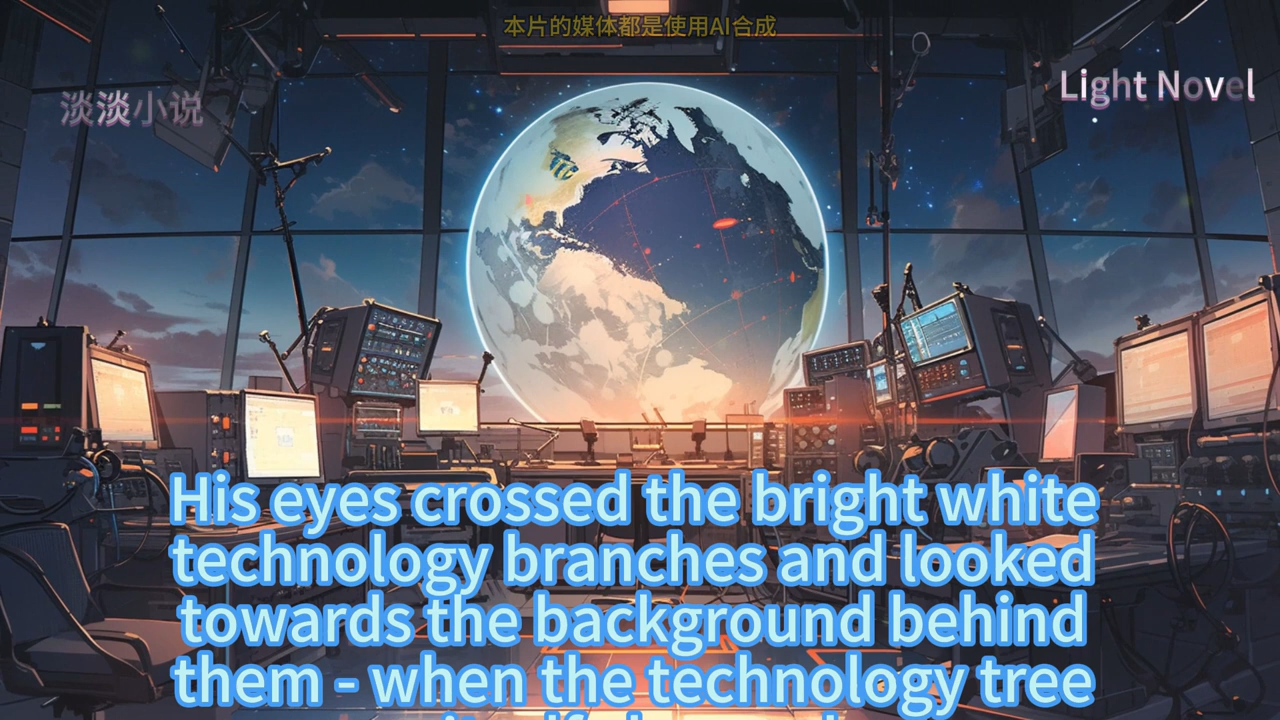 本片的媒体都是使用AI合成
淡淡小说
Light Novel
His eyes crossed the bright white
technology branches and looked
towards the background behind
them - when the technology tree